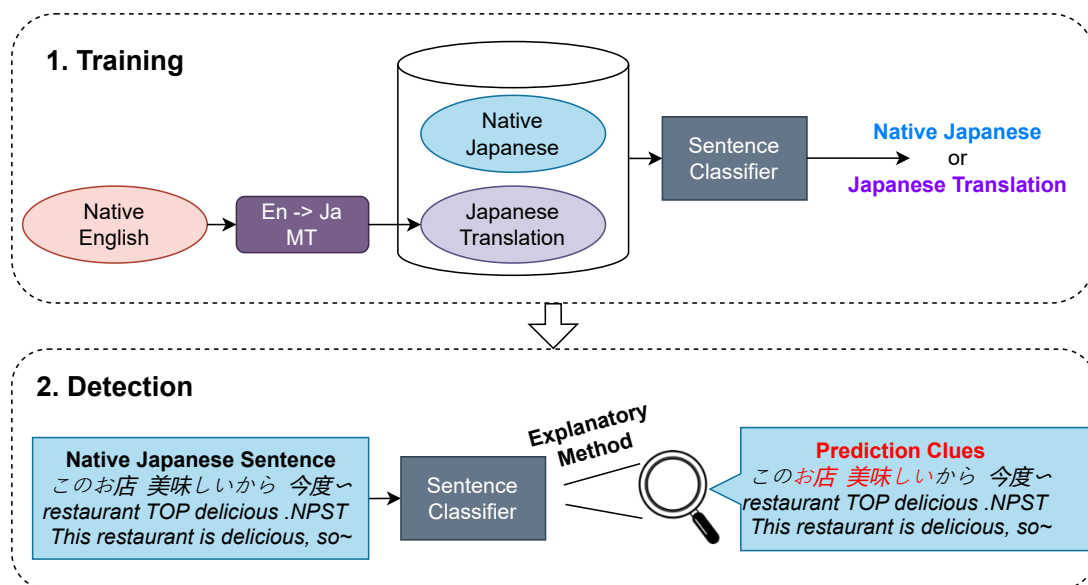 1. Training
Native
English
En -> Ja
MT
Native
Japanese
Japanese
Translation
Sentence
Classifier
Native Japanese
or
Japanese Translation
2. Detection
Native Japanese Sentence
このお店 美味しいから 今度〜
restaurant TOP delicious .NPST
This restaurant is delicious, so~
Sentence
Classifier
Explanatory
Method
Prediction Clues
このお店 美味しいから 今度〜
restaurant TOP delicious .NPST
This restaurant is delicious, so~